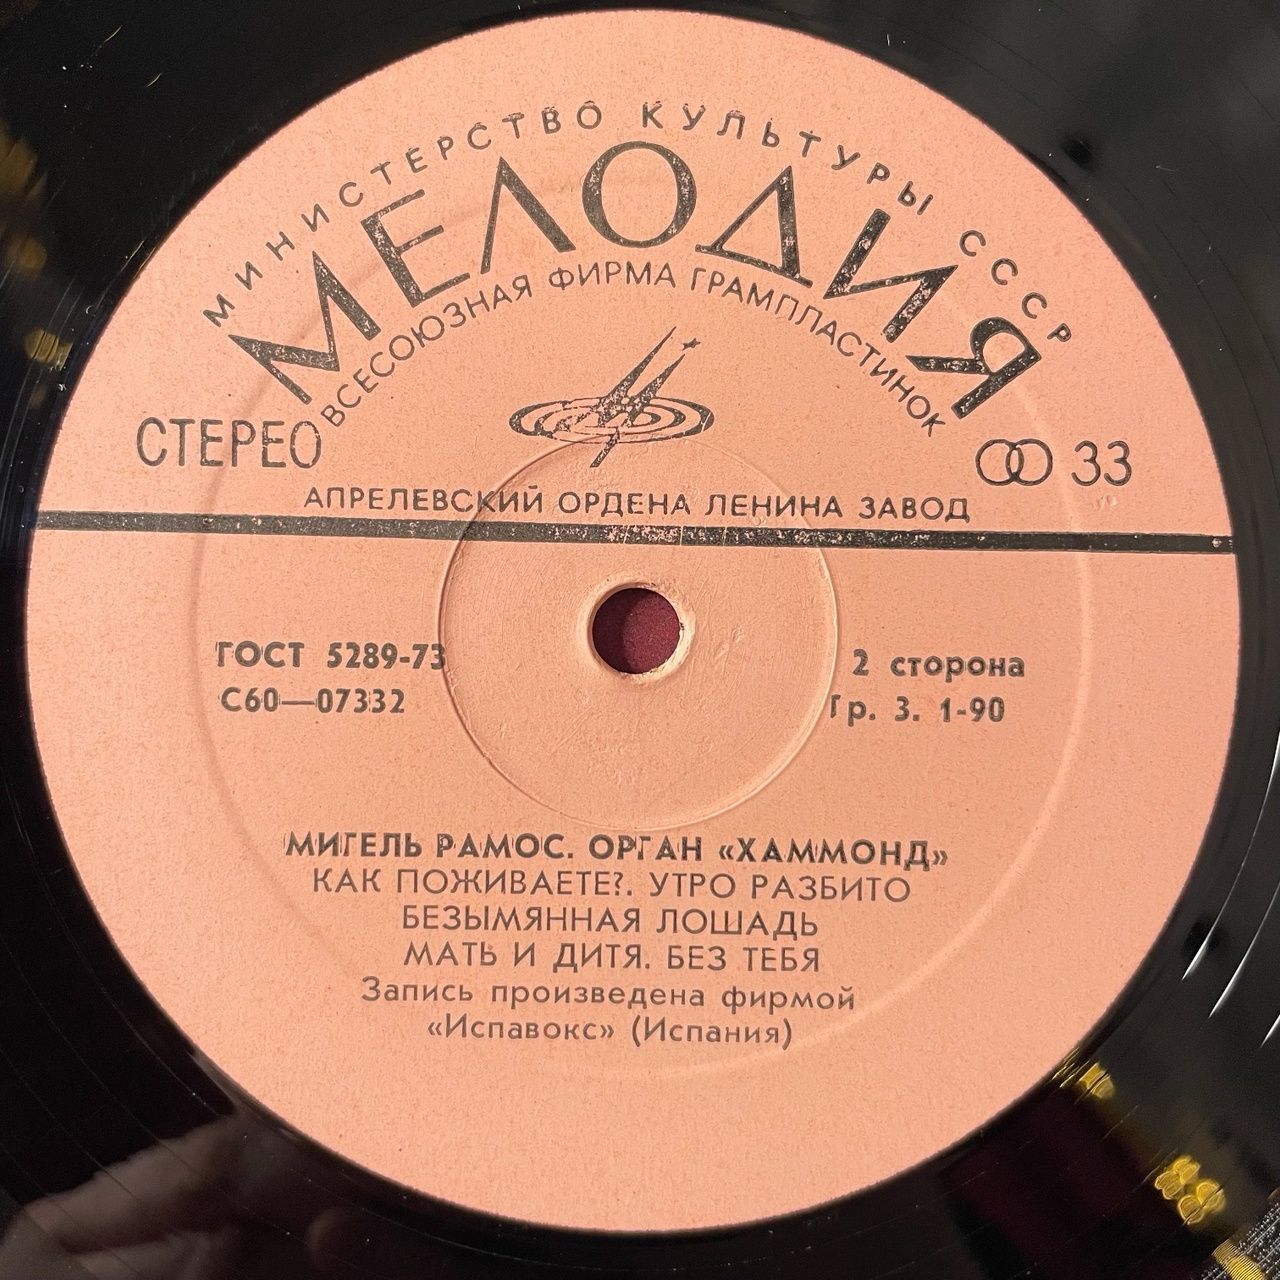 МИНИСТЕРСТВО КУЛЬТУРЫ СССР
МЕЛОДИЯ
ВСЕСОЮЗНАЯ ФИРМА ГРАМПЛАСТИНОК
СТЕРЕО
33
АПРЕЛЕВСКИЙ ОРДЕНА ЛЕНИНА ЗАВОД
ГОСТ 5289-73
С60—07332
2 сторона
Гр. 3. 1-90
МИГЕЛЬ РАМОС. ОРГАН «ХАММОНД»
КАК ПОЖИВАЕТЕ?. УТРО РАЗБИТО
БЕЗЫМЯННАЯ ЛОШАДЬ
МАТЬ И ДИТЯ. БЕЗ ТЕБЯ
Запись произведена фирмой
«Испавокс» (Испания)